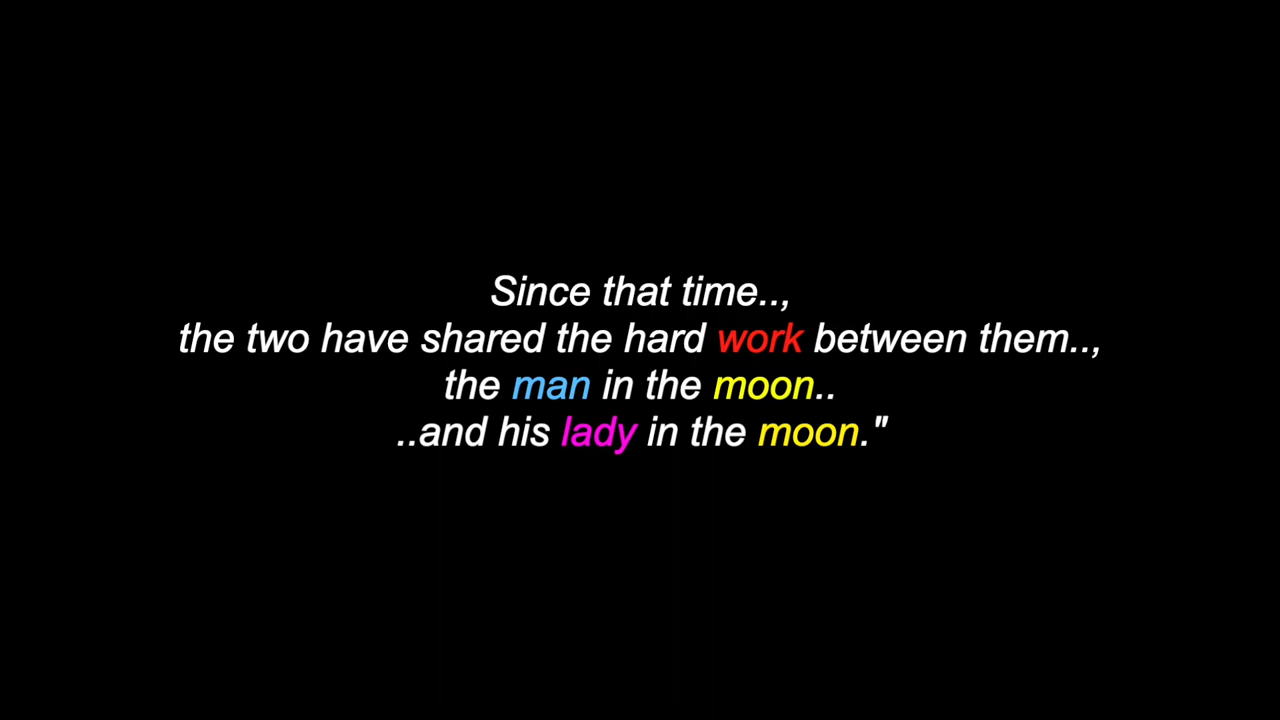 Since that time..,
the two have shared the hard work between them..,
the man in the moon..
..and his lady in the moon."